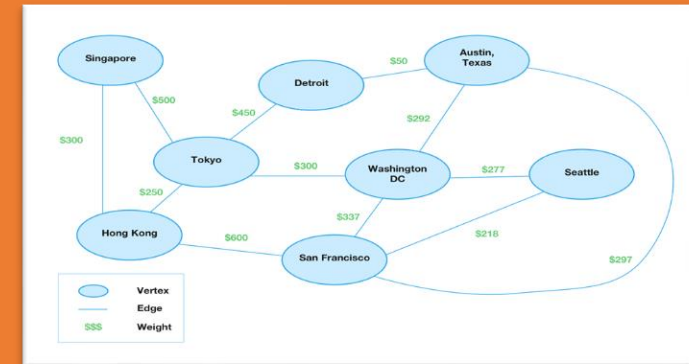 Singapore
Detroit
Austin,
Texas
$50
$500
$450
$292
$300
Tokyo
$300
Washington
DC
$277
Seattle
$250
$337
Hong Kong
$600
$218
San Francisco
$297
Vertex
Edge
$$$ Weight